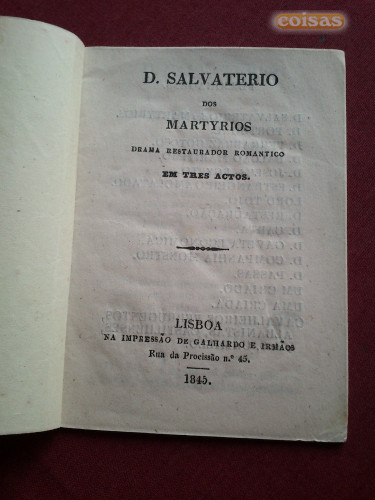 coisas
D. SALVATERIO
DOS
MARTYRIOS
DRAMA RESTAURADOR ROMANTICO
EM TRES ACTOS.
LISBOA
NA IMPRESSÃO DE GALHARDO E IRMÃOS
Rua da Procissão n.º 45.
1845.